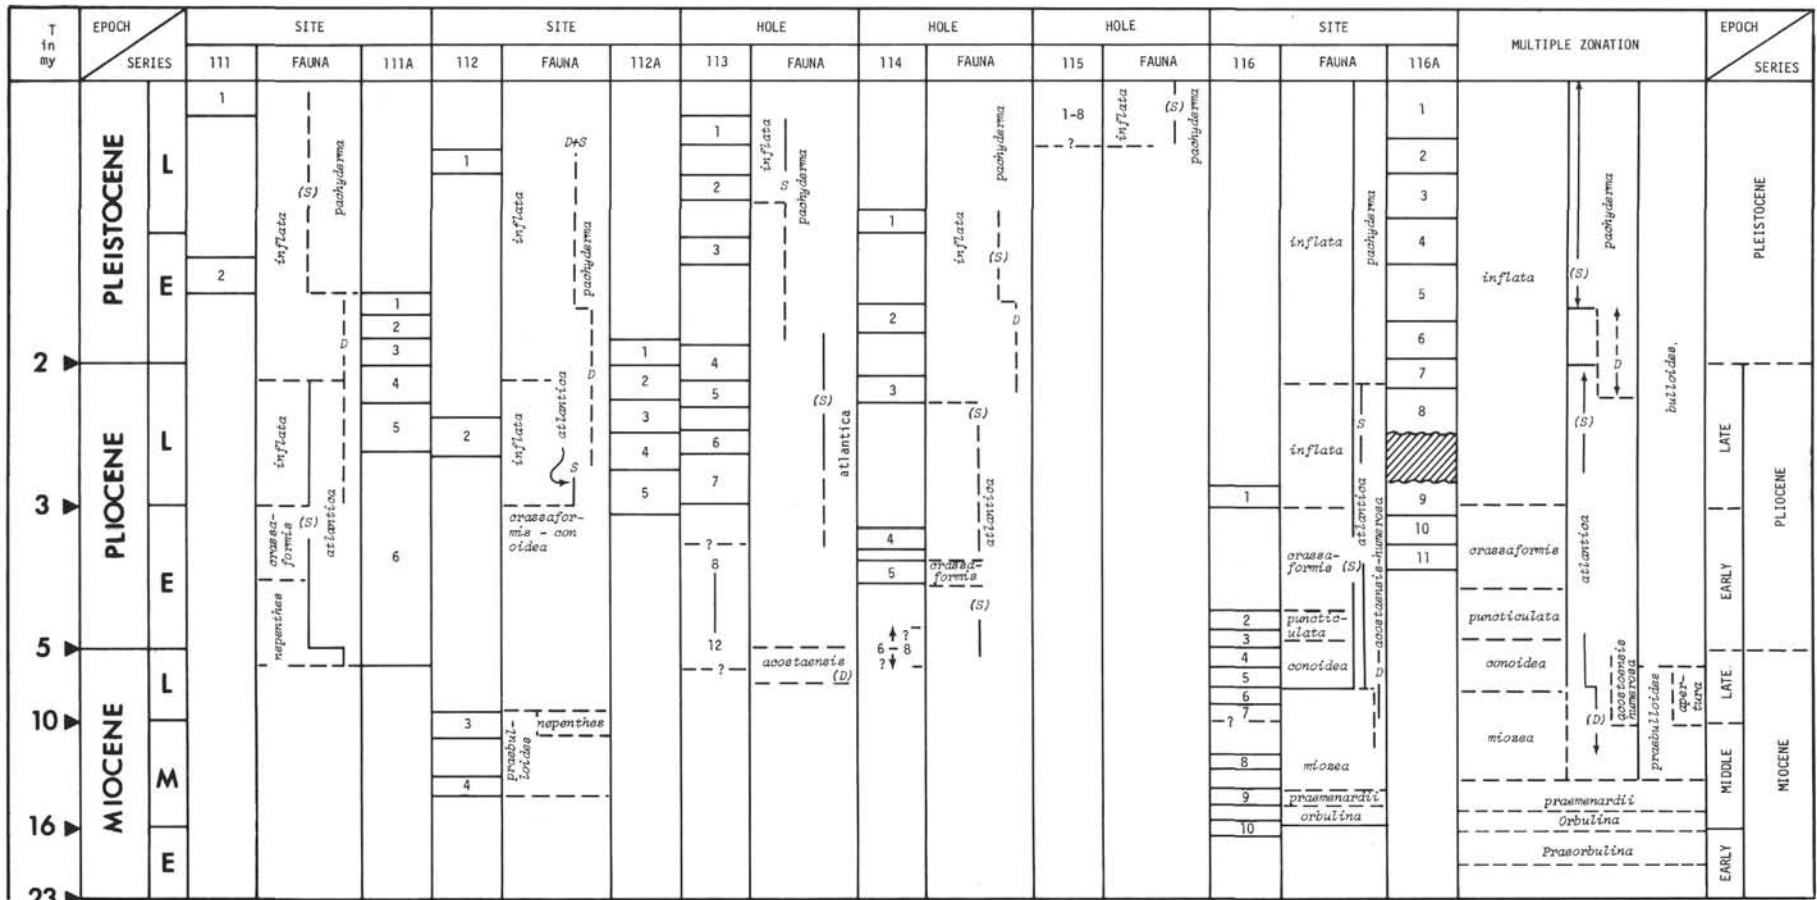 T in my
EPOCH
SERIES
SITE
SITE
HOLE
HOLE
HOLE
SITE
MULTIPLE ZONATION
EPOCH
SERIES
111
FAUNA
111A
112
FAUNA
112A
113
FAUNA
114
FAUNA
115
FAUNA
116
FAUNA
116A
2
3
5
10
16
23
PLEISTOCENE
PLIOCENE
MIOCENE
L
E
L
E
L
M
E
1
2
inflata
(S)
pachyderma
D
inflata
crassa-
formis
(S)
atlantica
nepenthes
1
2
3
4
5
6
1
2
3
4
inflata
D+S
pachyderma
D
inflata
atlantica
S
crassafor-
mis - con
oidea
praebul-
loides
nepenthes
1
2
3
4
5
1
2
3
4
5
6
7
?
8
12
?
inflata
S
pachyderma
(S)
atlantica
acostaensis
(D)
1
2
3
4
5
?
6 - 8
?
pachyderma
inflata
(S)
D
(S)
atlantica
crassa-
formis
(S)
1-8
?
inflata
(S)
pachyderma
1
2
3
4
5
6
7
?
8
9
10
inflata
pachyderma
inflata
S
atlantica
crassa-
formis
(S)
acostaensis-humerosa
punctic-
ulata
conoidea
D
miozea
praemenardii
orbulina
1
2
3
4
5
6
7
8
9
10
11
inflata
(S)
pachyderma
D
(S)
bulloides.
crassaformis
atlantica
puncticulata
conoidea
acostaensis
humerosa
praebulloides
aper-
tura
(D)
miozea
praemenardii
Orbulina
Praeorbulina
LATE
EARLY
LATE.
MIDDLE
EARLY
PLEISTOCENE
PLIOCENE
MIOCENE